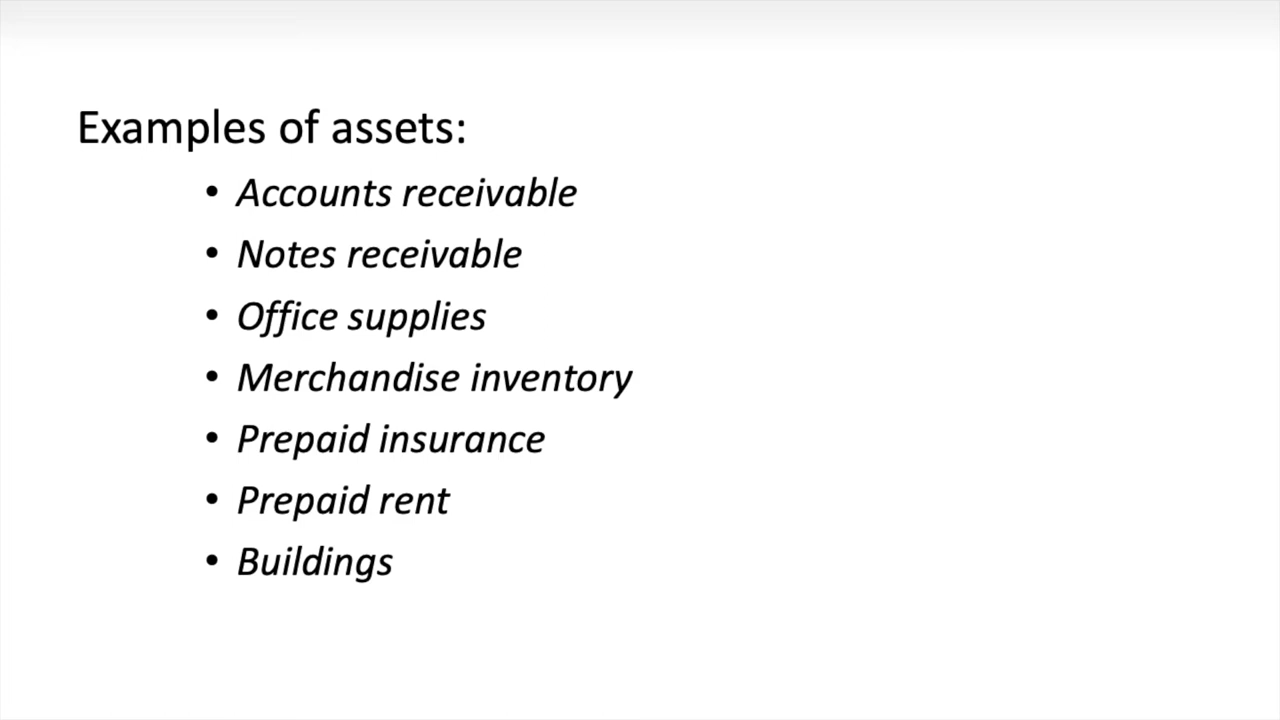 Examples of assets:
• Accounts receivable
• Notes receivable
• Office supplies
• Merchandise inventory
• Prepaid insurance
• Prepaid rent
• Buildings